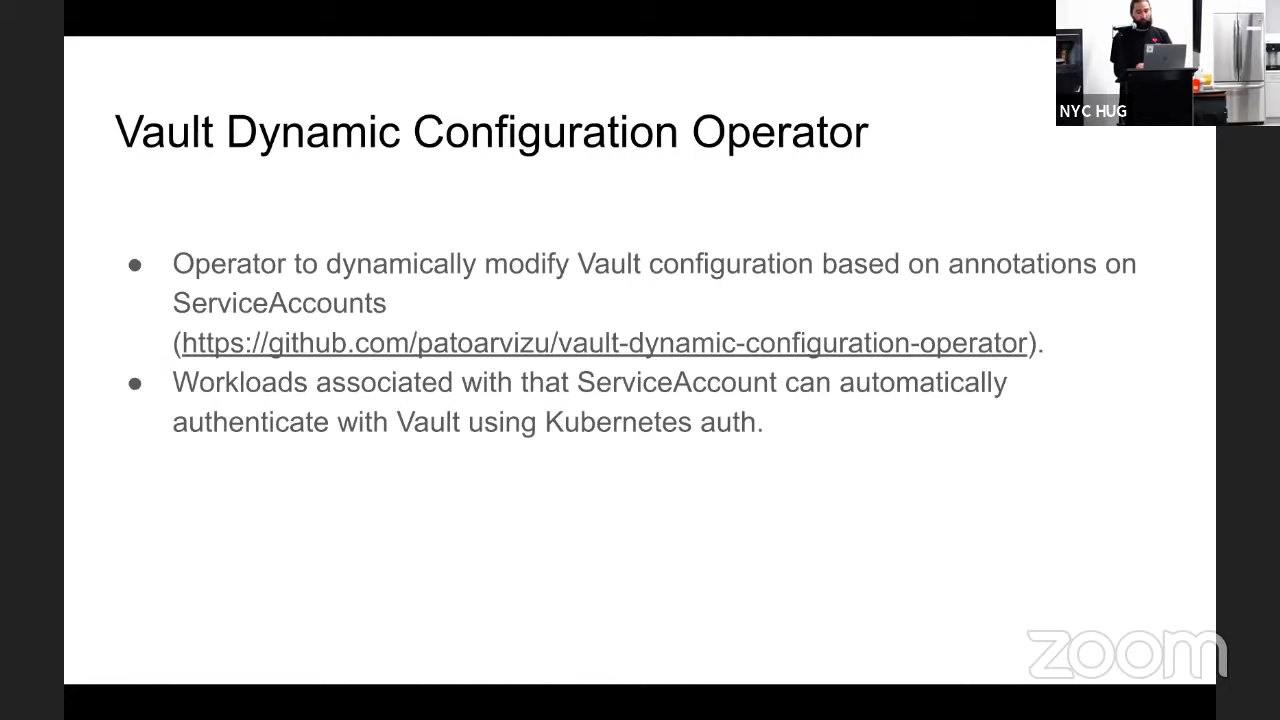 NYC HUG
Vault Dynamic Configuration Operator
● Operator to dynamically modify Vault configuration based on annotations on
ServiceAccounts
(https://github.com/patoarvizu/vault-dynamic-configuration-operator).
● Workloads associated with that ServiceAccount can automatically
authenticate with Vault using Kubernetes auth.
zoom